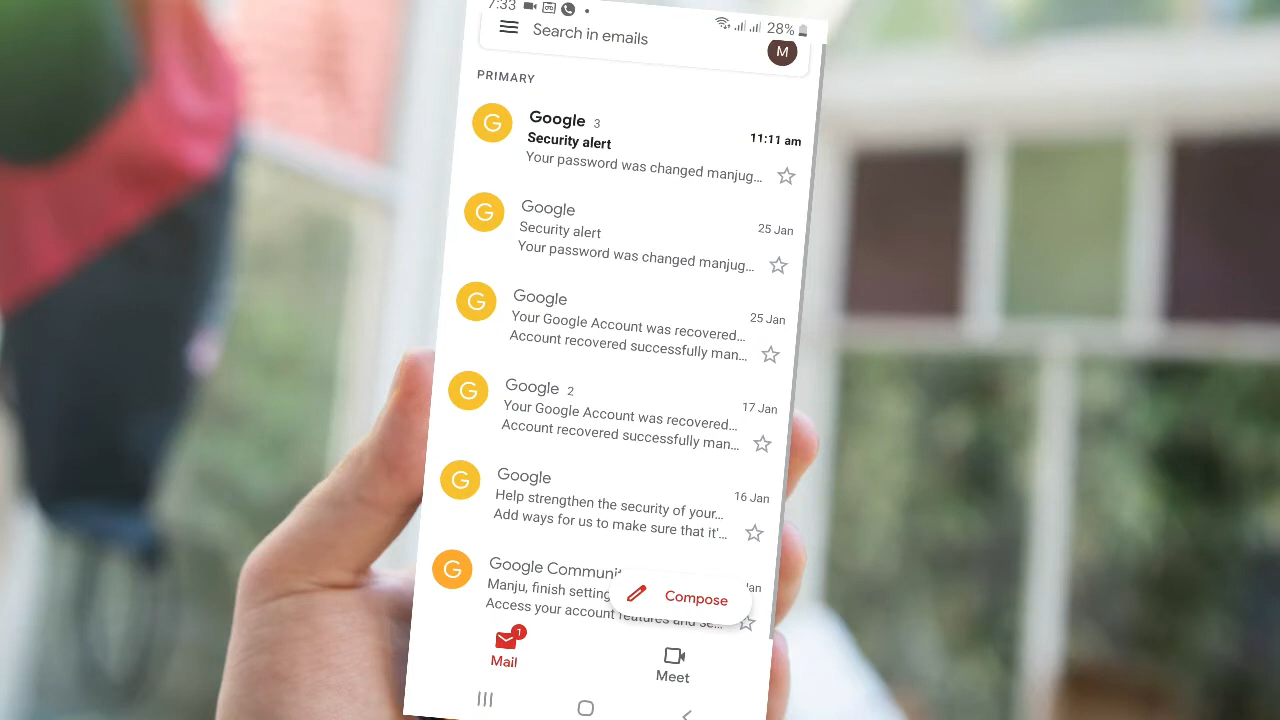 7:33 28%
Search in emails M
PRIMARY
G Google 3
Security alert 11:11 am
Your password was changed manjug...
G Google 25 Jan
Security alert
Your password was changed manjug...
G Google 25 Jan
Your Google Account was recovered...
Account recovered successfully man...
G Google 2 17 Jan
Your Google Account was recovered...
Account recovered successfully man...
G Google 16 Jan
Help strengthen the security of your...
Add ways for us to make sure that it'...
G Google Communit
Manju, finish setting
Access your account features and se...
Compose
1
Mail Meet